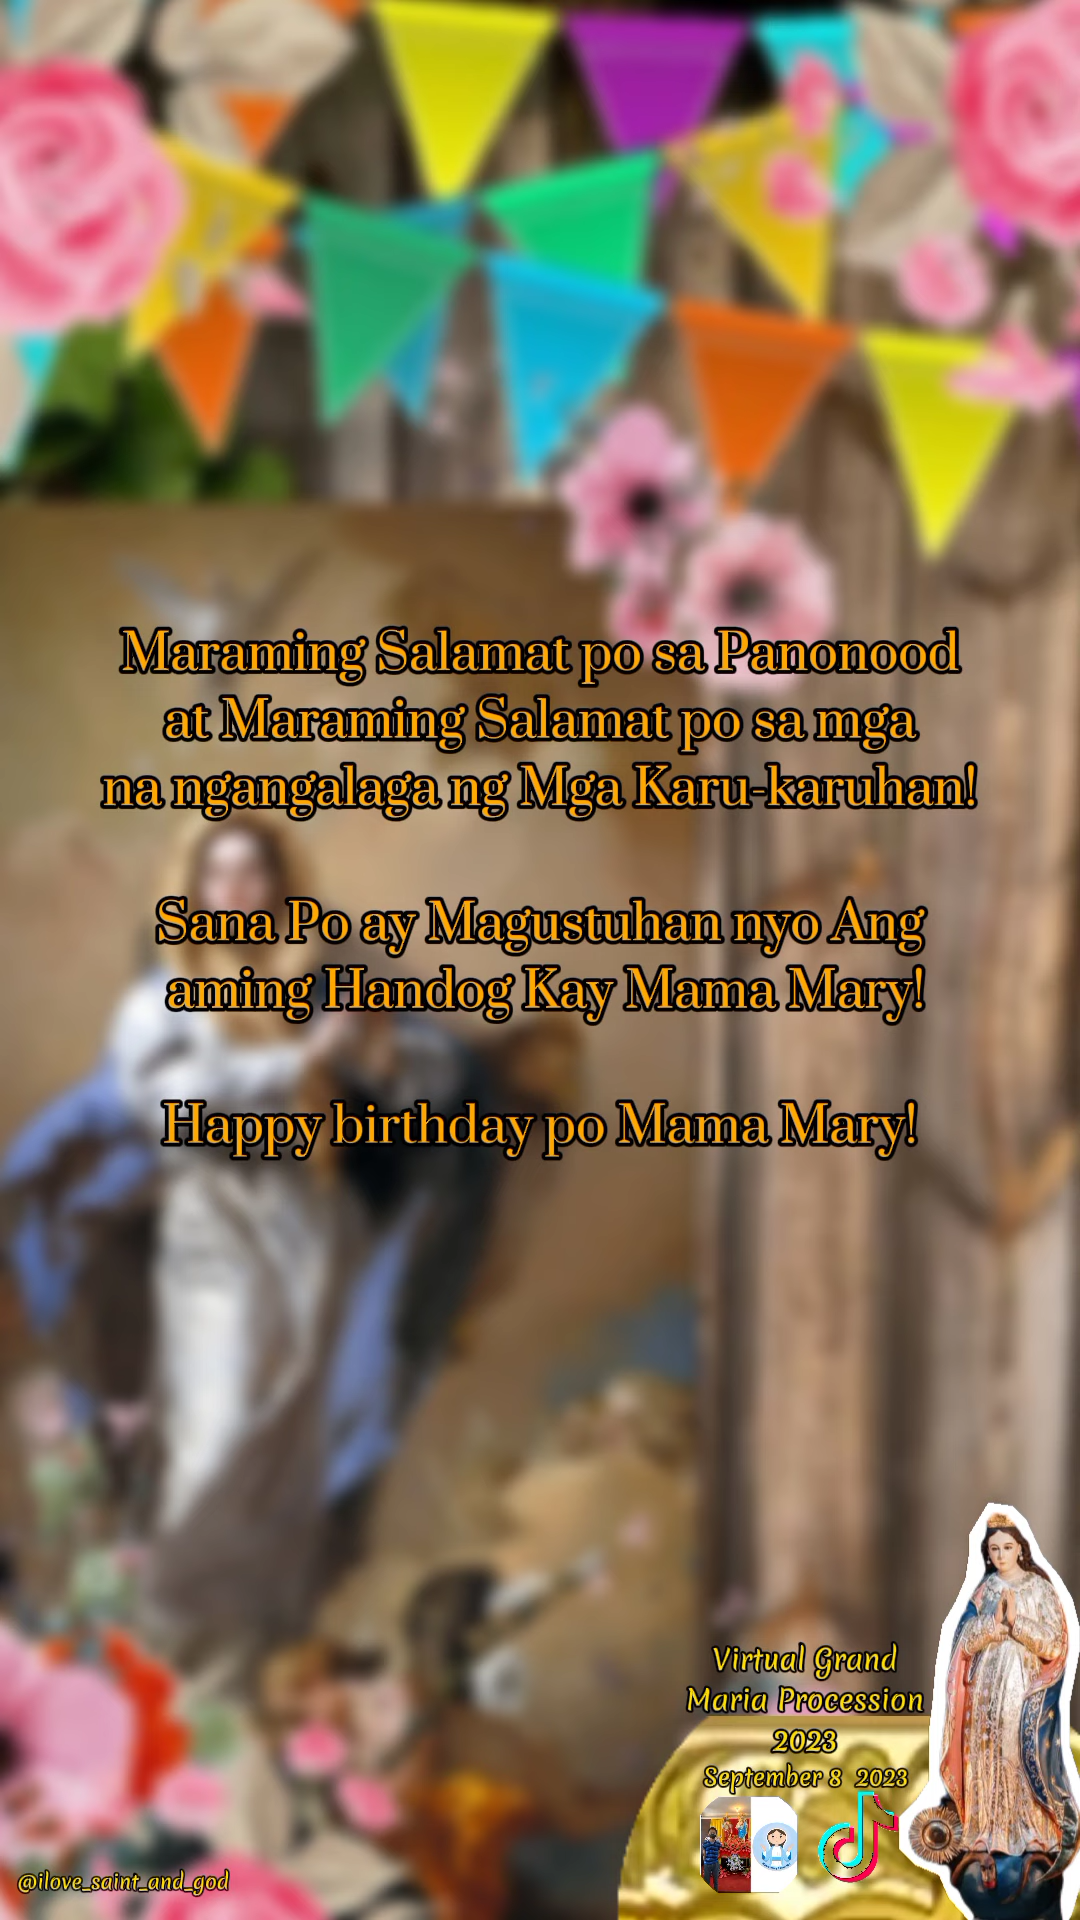 Maraming Salamat po sa Panonood
at Maraming Salamat po sa mga
na ngangalaga ng Mga Karu-karuhan!
Sana Po ay Magustuhan nyo Ang
aming Handog Kay Mama Mary!
Happy birthday po Mama Mary!
Virtual Grand
Maria Procession
2023
September 8 2023
@ilove_saint_and_god